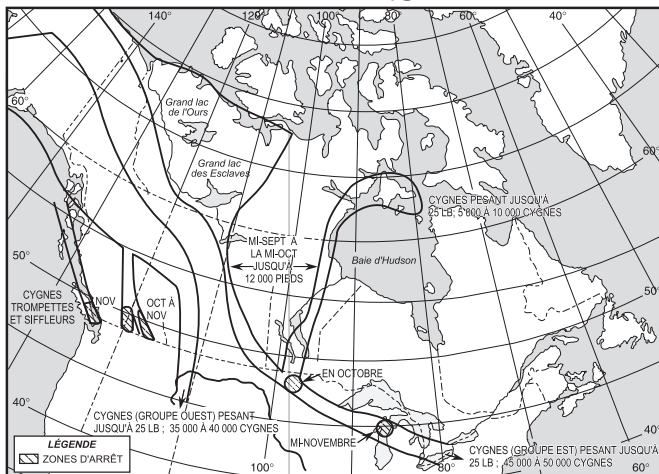 140°
120°
110°
100°
90°
80°
60°
40°
60°
50°
40°
60°
50°
40°
100°
80°
60°
Grand lac
de l'Ours
Grand lac
des Esclaves
CYGNES PESANT JUSQU'À
25 LB; 5 000 À 10 000 CYGNES
MI-SEPT À
LA MI-OCT
JUSQU'À
12 000 PIEDS
Baie d'Hudson
CYGNES
TROMPETTES
ET SIFFLEURS
NOV
OCT À
NOV
EN OCTOBRE
CYGNES (GROUPE OUEST) PESANT
JUSQU'À 25 LB ; 35 000 À 40 000 CYGNES
MI-NOVEMBRE
CYGNES (GROUPE EST) PESANT JUSQU'À
25 LB ; 45 000 À 50 000 CYGNES
LÉGENDE
ZONES D'ARRÊT